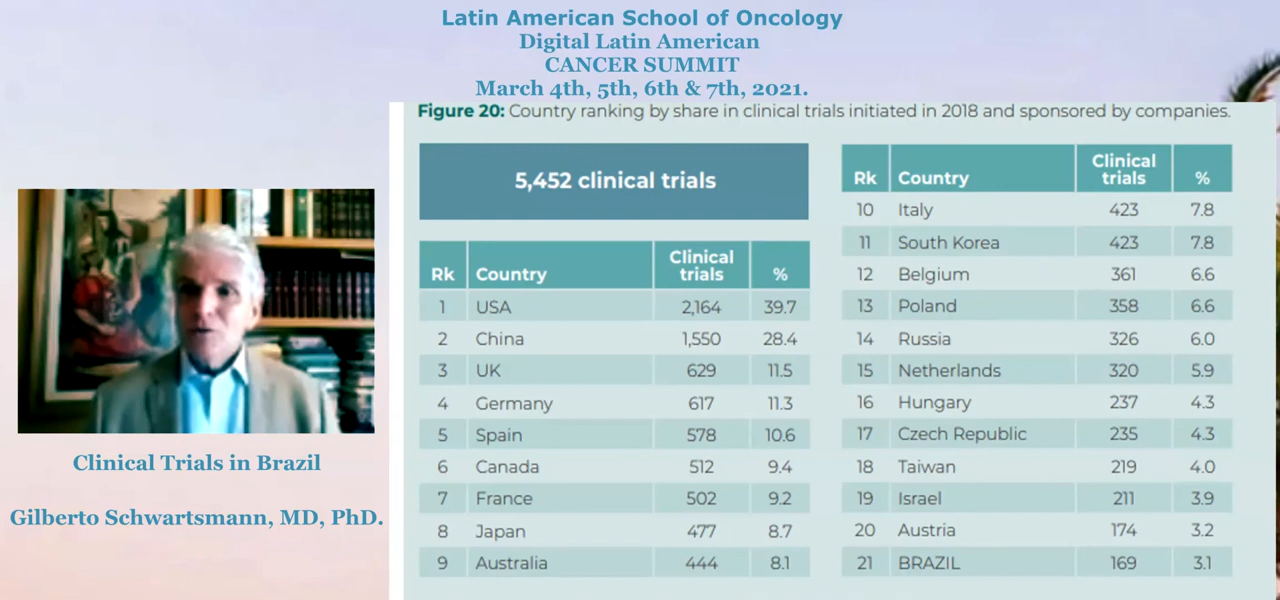 Latin American School of Oncology
Digital Latin American
CANCER SUMMIT
March 4th, 5th, 6th & 7th, 2021.
Figure 20: Country ranking by share in clinical trials initiated in 2018 and sponsored by companies.
5,452 clinical trials
Rk Country Clinical trials %
1 USA 2,164 39.7
2 China 1,550 28.4
3 UK 629 11.5
4 Germany 617 11.3
5 Spain 578 10.6
6 Canada 512 9.4
7 France 502 9.2
8 Japan 477 8.7
9 Australia 444 8.1
Rk Country Clinical trials %
10 Italy 423 7.8
11 South Korea 423 7.8
12 Belgium 361 6.6
13 Poland 358 6.6
14 Russia 326 6.0
15 Netherlands 320 5.9
16 Hungary 237 4.3
17 Czech Republic 235 4.3
18 Taiwan 219 4.0
19 Israel 211 3.9
20 Austria 174 3.2
21 BRAZIL 169 3.1
Clinical Trials in Brazil
Gilberto Schwartsmann, MD, PhD.